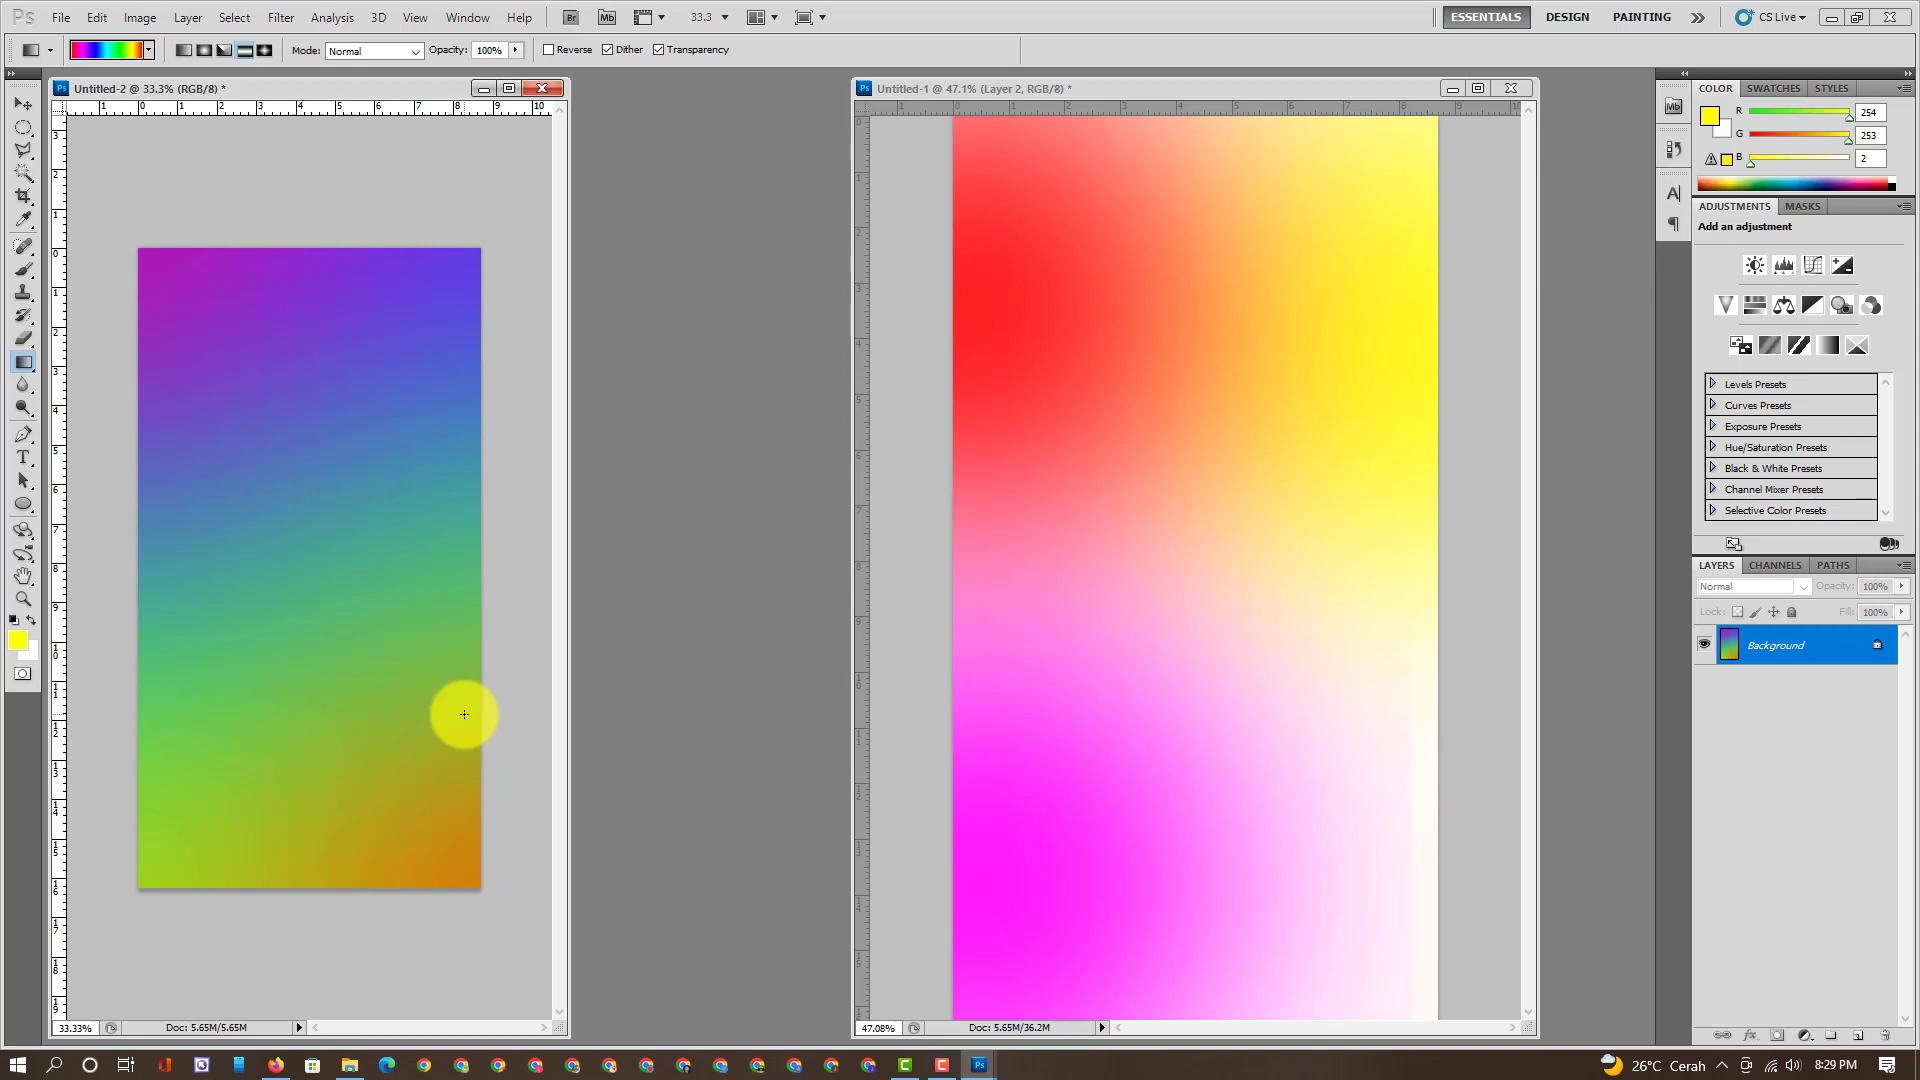 Ps File Edit Image Layer Select Filter Analysis 3D View Window Help Br Mb 33.3 ESSENTIALS DESIGN PAINTING CS Live
Mode: Normal Opacity: 100% Reverse Dither Transparency
Untitled-2 @ 33.3% (RGB/8) *
Untitled-1 @ 47.1% (Layer 2, RGB/8) *
COLOR SWATCHES STYLES
R 254
G 253
B 2
ADJUSTMENTS MASKS
Add an adjustment
Levels Presets
Curves Presets
Exposure Presets
Hue/Saturation Presets
Black & White Presets
Channel Mixer Presets
Selective Color Presets
LAYERS CHANNELS PATHS
Normal Opacity: 100%
Lock: Fill: 100%
Background
33.33% Doc: 5.65M/5.65M
47.08% Doc: 5.65M/36.2M
26°C Cerah 8:29 PM